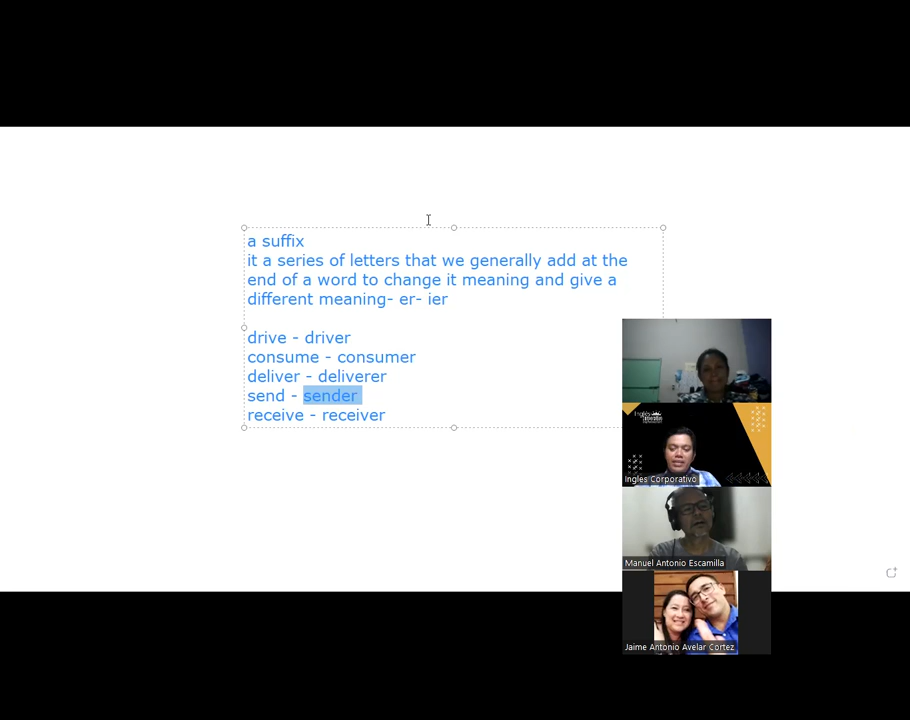 a suffix
it a series of letters that we generally add at the
end of a word to change it meaning and give a
different meaning- er- ier
drive - driver
consume - consumer
deliver - deliverer
send - sender
receive - receiver
Ingles Corporativo
Manuel Antonio Escamilla
Jaime Antonio Avelar Cortez